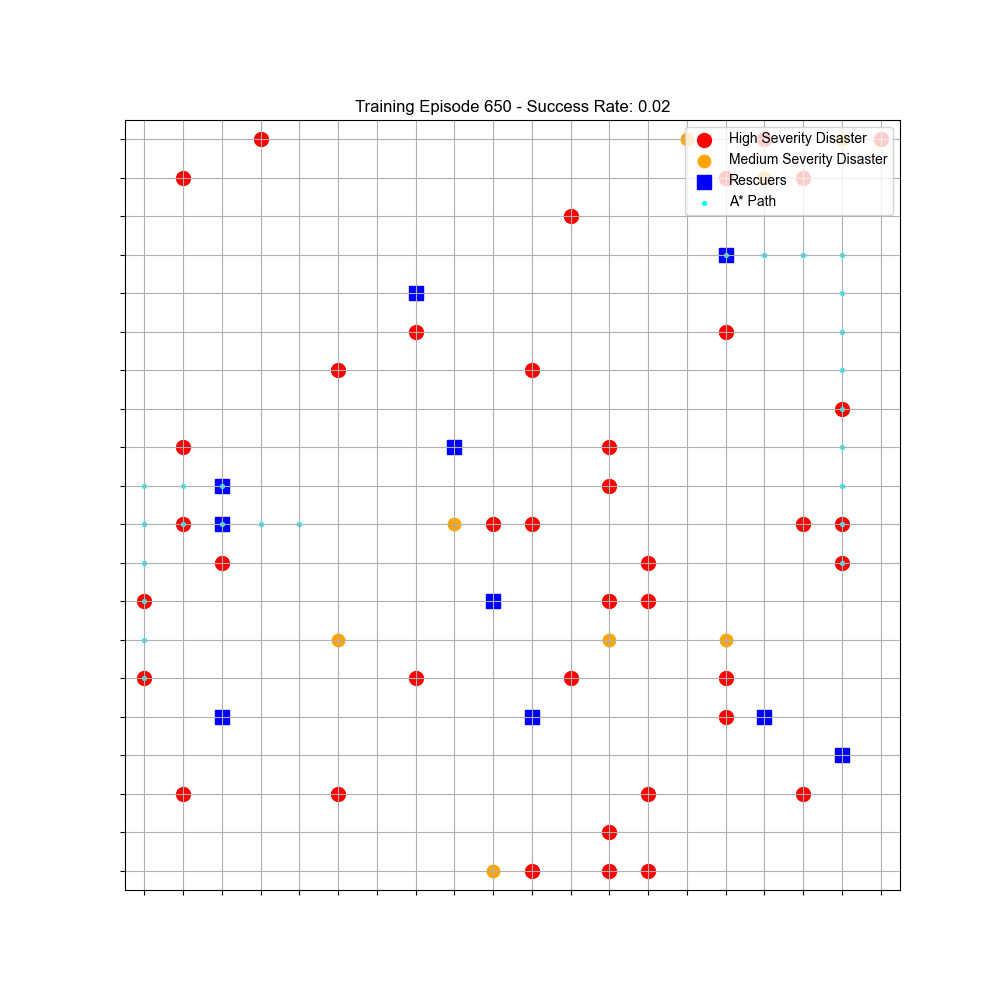 Training Episode 650 - Success Rate: 0.02
High Severity Disaster
Medium Severity Disaster
Rescuers
A* Path